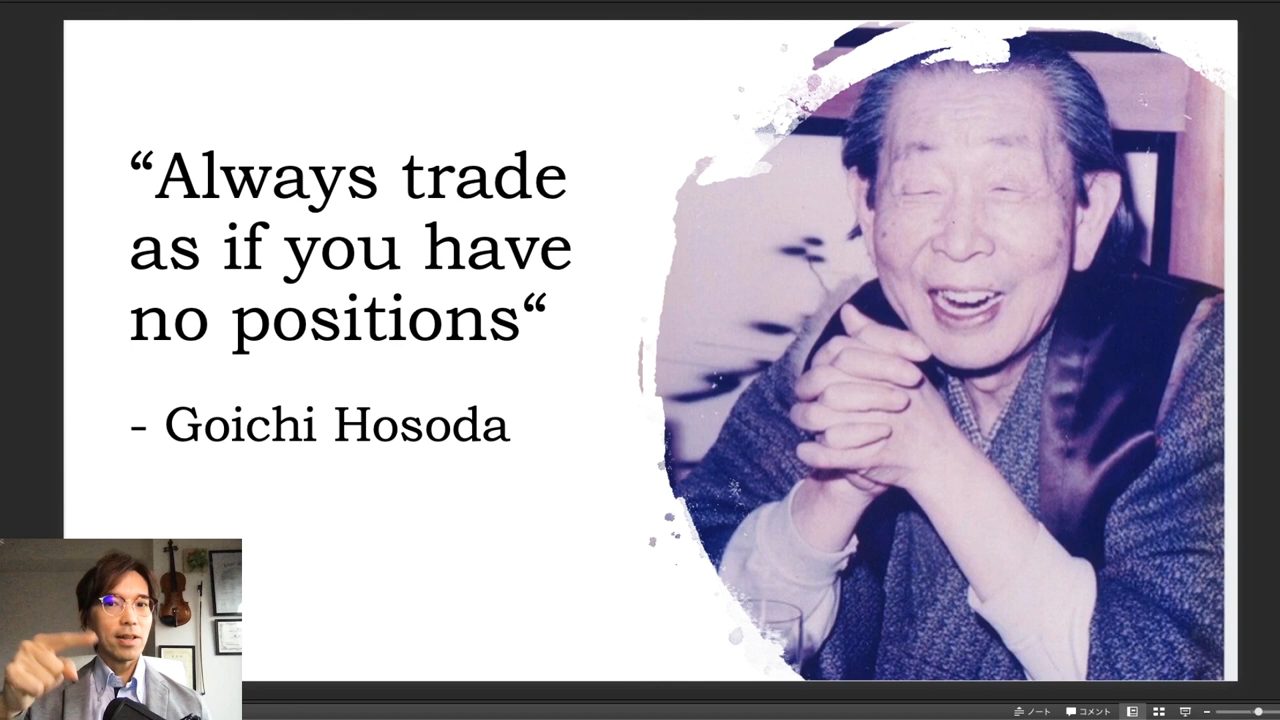 “Always trade
as if you have
no positions“
- Goichi Hosoda
ノート コメント